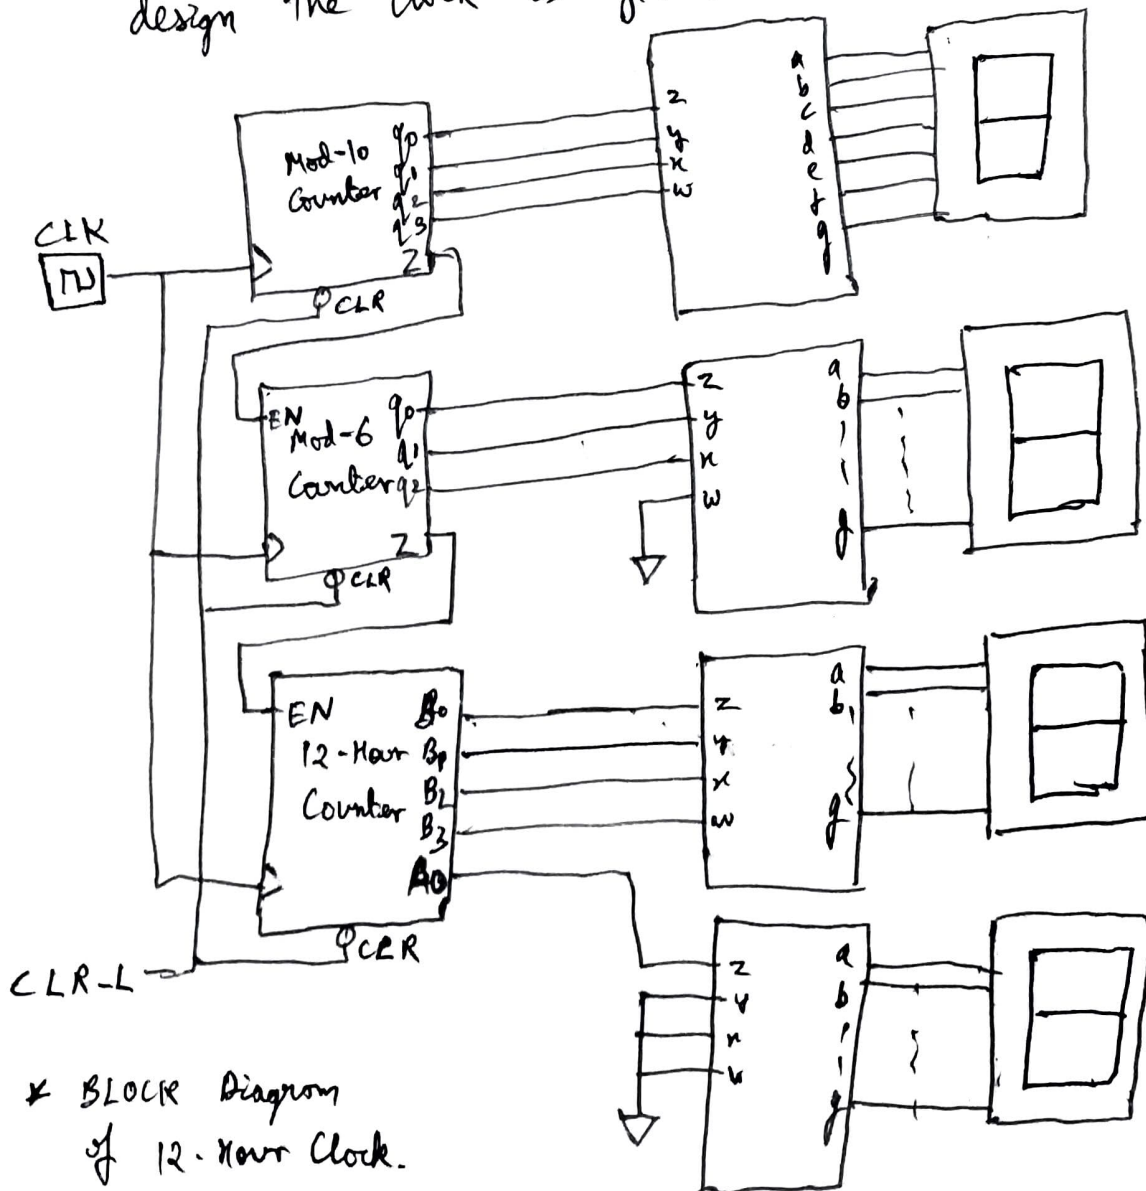 design The clock is
Mod-10
Counter
q0
q1
q2
q3
Z
CLR
z
y
x
w
a
b
c
d
e
f
g
CLK
EN
Mod-6
Counter
q0
q1
q2
Z
CLR
z
y
x
w
a
b
g
EN
12-Hour
Counter
B0
B1
B2
B3
A0
CLR
z
y
x
w
a
b
g
CLR-L
z
y
x
w
a
b
g
* BLOCK Diagram
of 12-Hour Clock.